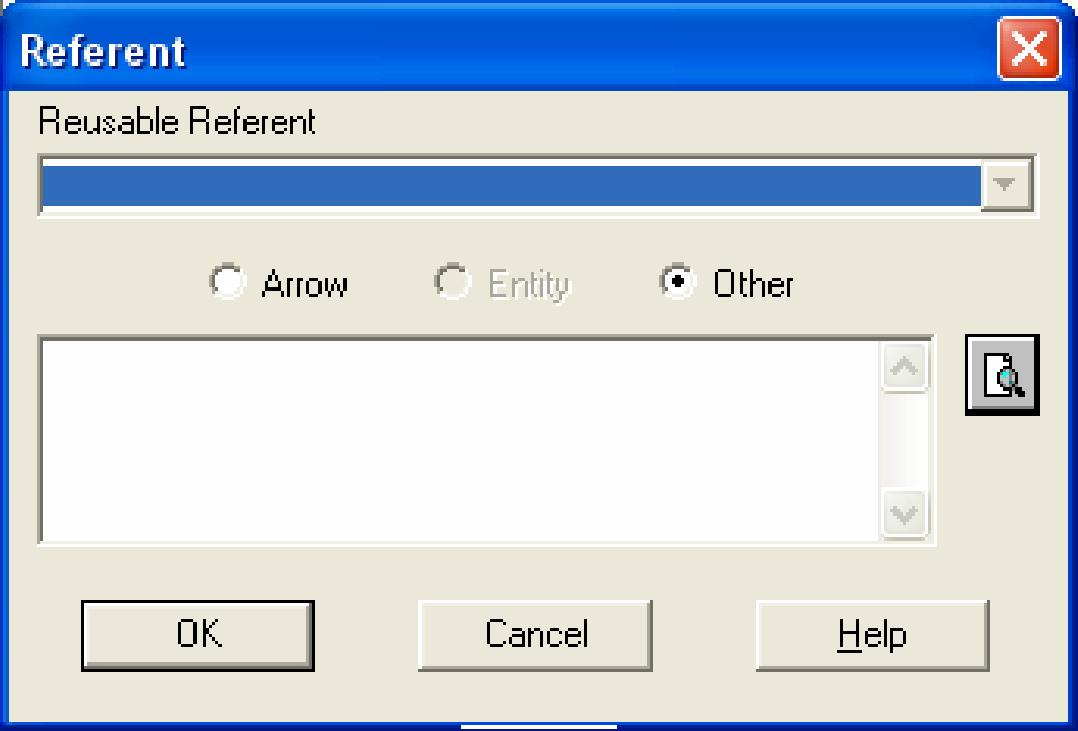 Referent
Reusable Referent
Arrow Entity Other
OK Cancel Help